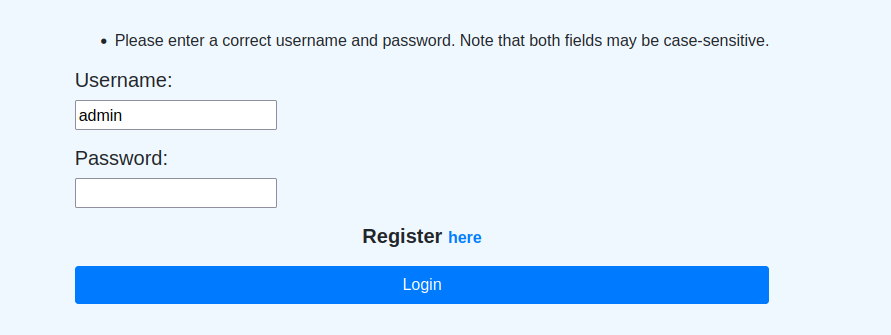 Please enter a correct username and password. Note that both fields may be case-sensitive.
Username:
admin
Password:
Register here
Login